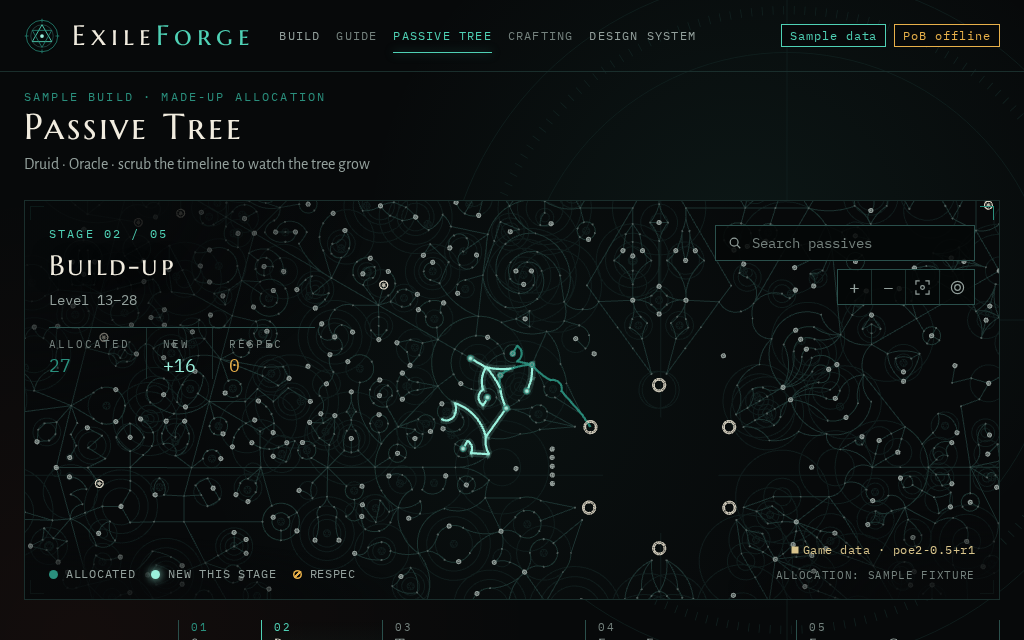 ExileForge
BUILD GUIDE PASSIVE TREE CRAFTING DESIGN SYSTEM
Sample data PoB offline
SAMPLE BUILD · MADE-UP ALLOCATION
Passive Tree
Druid · Oracle · scrub the timeline to watch the tree grow
STAGE 02 / 05
Build-up
Level 13–28
ALLOCATED NEW RESPEC
27 +16 0
Search passives
+ −
ALLOCATED NEW THIS STAGE RESPEC
Game data · poe2-0.5+r1
ALLOCATION: SAMPLE FIXTURE
01 02 03 04 05